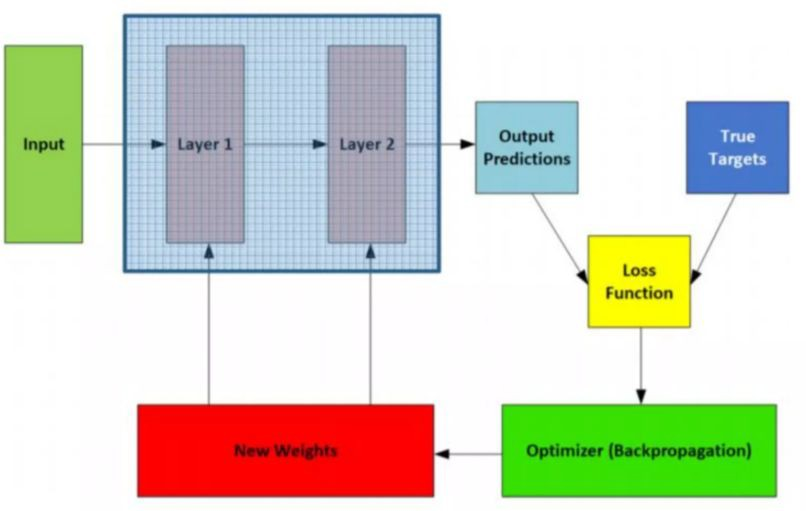 Input
Layer 1
Layer 2
Output
Predictions
True
Targets
Loss
Function
New Weights
Optimizer (Backpropagation)